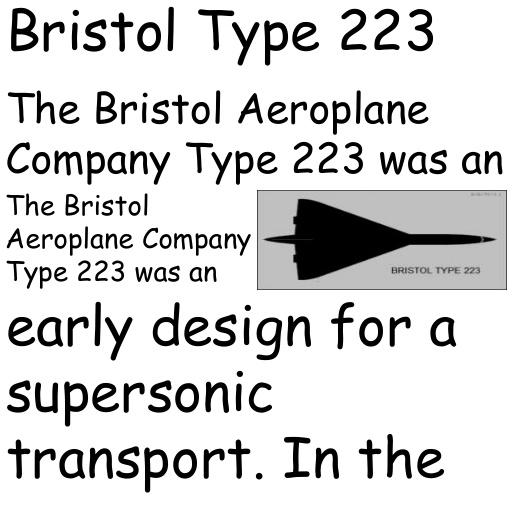 Bristol Type 223
The Bristol Aeroplane
Company Type 223 was an
The Bristol
Aeroplane Company
Type 223 was an
BRISTOL TYPE 223
early design for a
supersonic
transport. In the